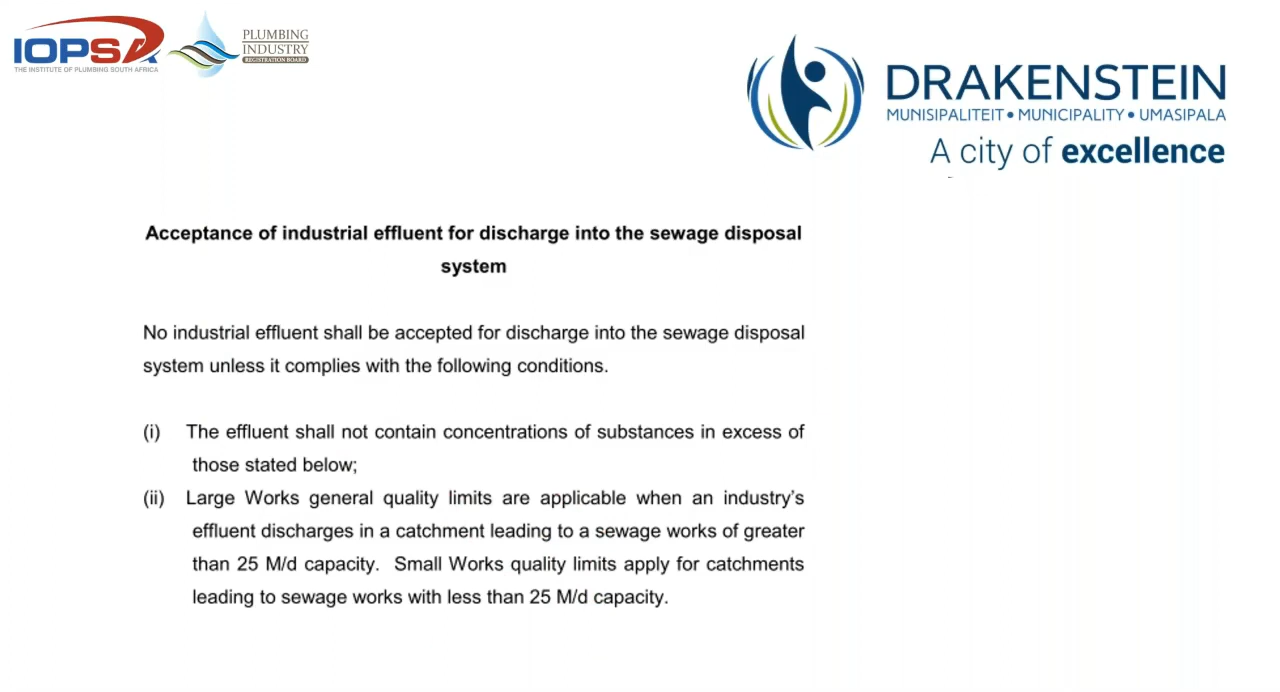 IOPSA
THE INSTITUTE OF PLUMBING SOUTH AFRICA
PLUMBING
INDUSTRY
REGISTRATION BOARD
DRAKENSTEIN
MUNISIPALITEIT • MUNICIPALITY • UMASIPALA
A city of excellence
Acceptance of industrial effluent for discharge into the sewage disposal
system
No industrial effluent shall be accepted for discharge into the sewage disposal
system unless it complies with the following conditions.
(i) The effluent shall not contain concentrations of substances in excess of
those stated below;
(ii) Large Works general quality limits are applicable when an industry's
effluent discharges in a catchment leading to a sewage works of greater
than 25 M/d capacity. Small Works quality limits apply for catchments
leading to sewage works with less than 25 M/d capacity.